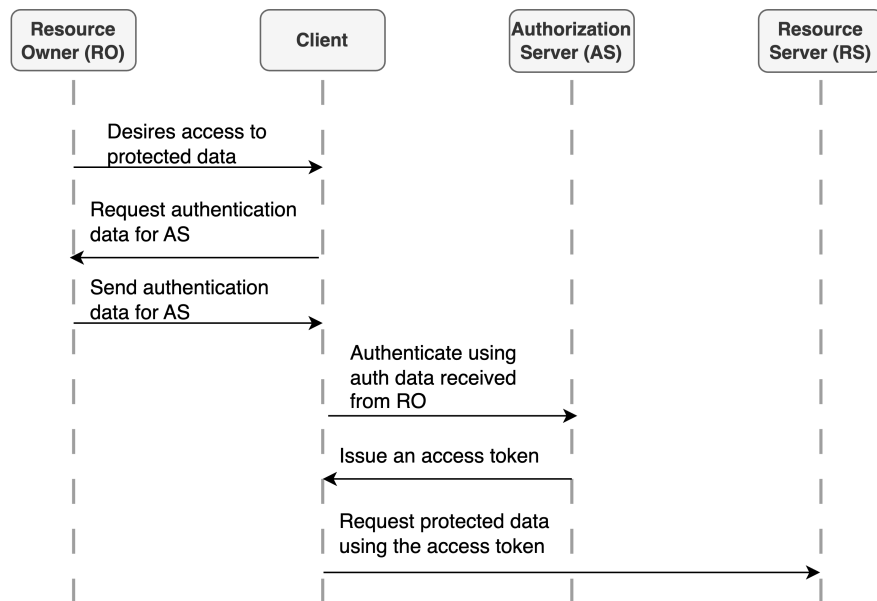 Resource
Owner (RO)
Client
Authorization
Server (AS)
Resource
Server (RS)
Desires access to
protected data
Request authentication
data for AS
Send authentication
data for AS
Authenticate using
auth data received
from RO
Issue an access token
Request protected data
using the access token